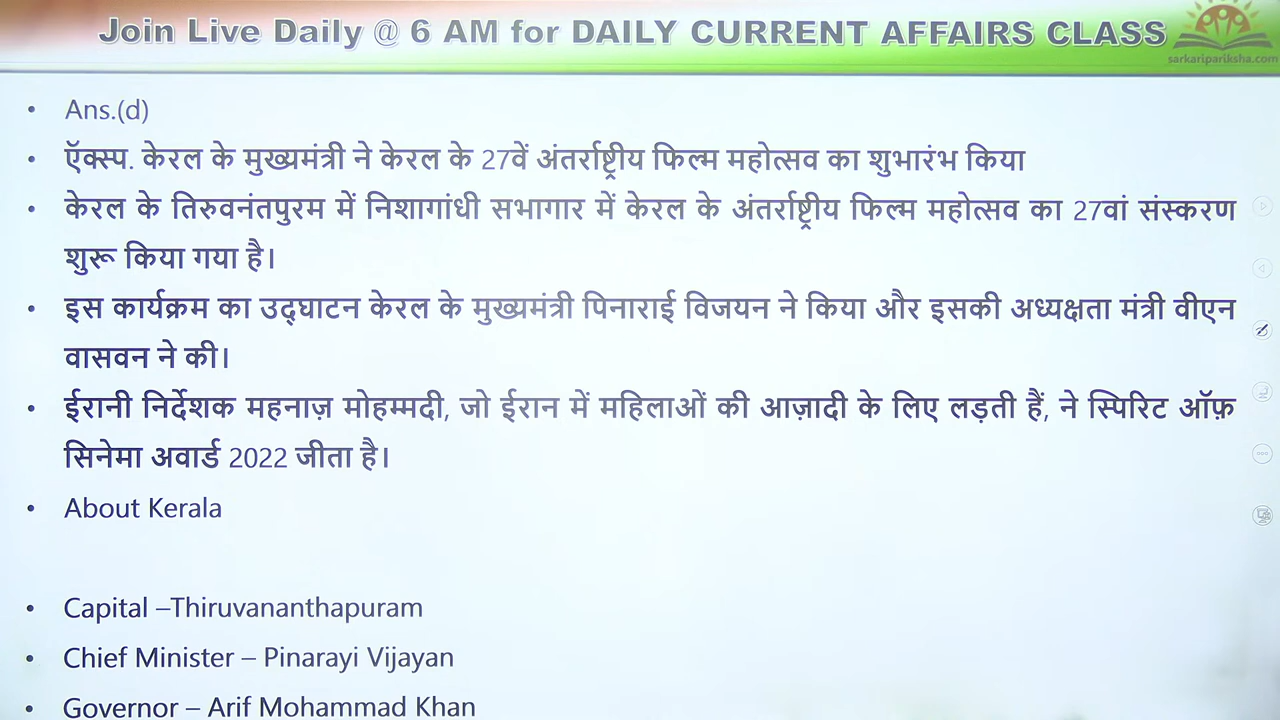 Join Live Daily @ 6 AM for DAILY CURRENT AFFAIRS CLASS
sarkaripariksha.com
• Ans.(d)
• ऍक्स्प. केरल के मुख्यमंत्री ने केरल के 27वें अंतर्राष्ट्रीय फिल्म महोत्सव का शुभारंभ किया
• केरल के तिरुवनंतपुरम में निशागांधी सभागार में केरल के अंतर्राष्ट्रीय फिल्म महोत्सव का 27वां संस्करण
शुरू किया गया है।
• इस कार्यक्रम का उद्घाटन केरल के मुख्यमंत्री पिनाराई विजयन ने किया और इसकी अध्यक्षता मंत्री वीएन
वासवन ने की।
• ईरानी निर्देशक महनाज़ मोहम्मदी, जो ईरान में महिलाओं की आज़ादी के लिए लड़ती हैं, ने स्पिरिट ऑफ़
सिनेमा अवार्ड 2022 जीता है।
• About Kerala
• Capital –Thiruvananthapuram
• Chief Minister – Pinarayi Vijayan
• Governor – Arif Mohammad Khan